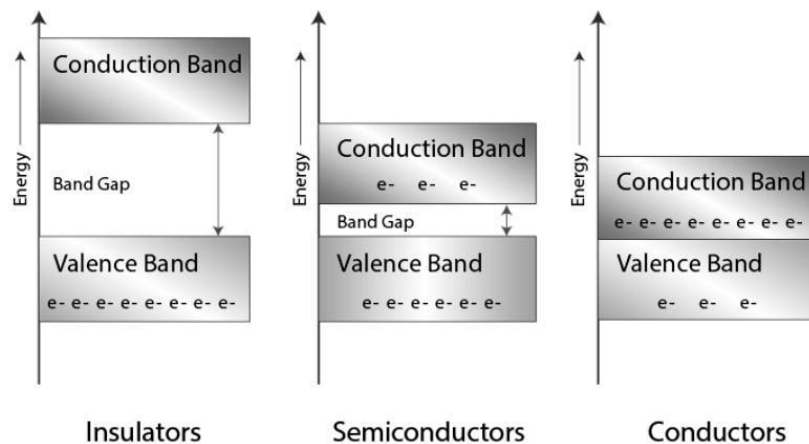 Energy
Conduction Band
Band Gap
Valence Band
e- e- e- e- e- e- e- e-
Insulators
Energy
Conduction Band
e- e- e-
Band Gap
Valence Band
e- e- e- e- e- e-
Semiconductors
Energy
Conduction Band
e- e- e- e- e- e- e- e-
Valence Band
e- e- e-
Conductors